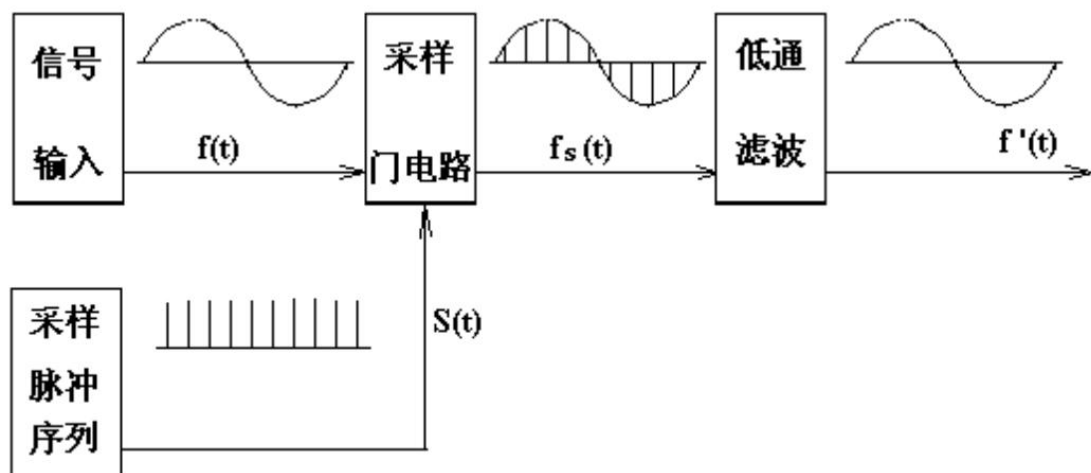 信号
输入
f(t)
采样
门电路
fs(t)
低通
滤波
f'(t)
采样
脉冲
序列
S(t)